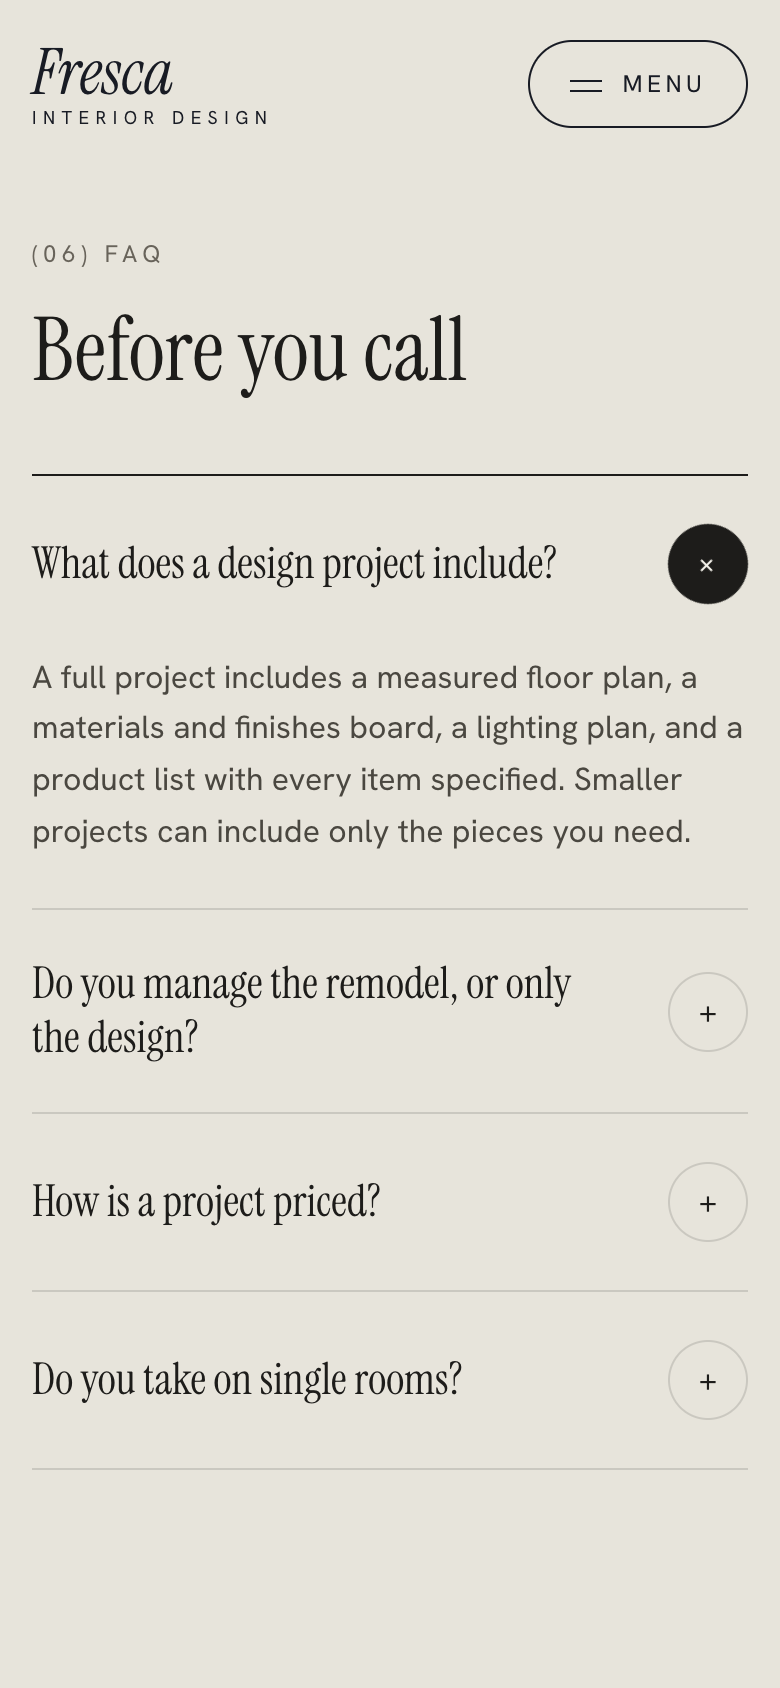 Fresca
INTERIOR DESIGN
MENU
(06) FAQ
Before you call
What does a design project include?
A full project includes a measured floor plan, a
materials and finishes board, a lighting plan, and a
product list with every item specified. Smaller
projects can include only the pieces you need.
Do you manage the remodel, or only
the design?
How is a project priced?
Do you take on single rooms?